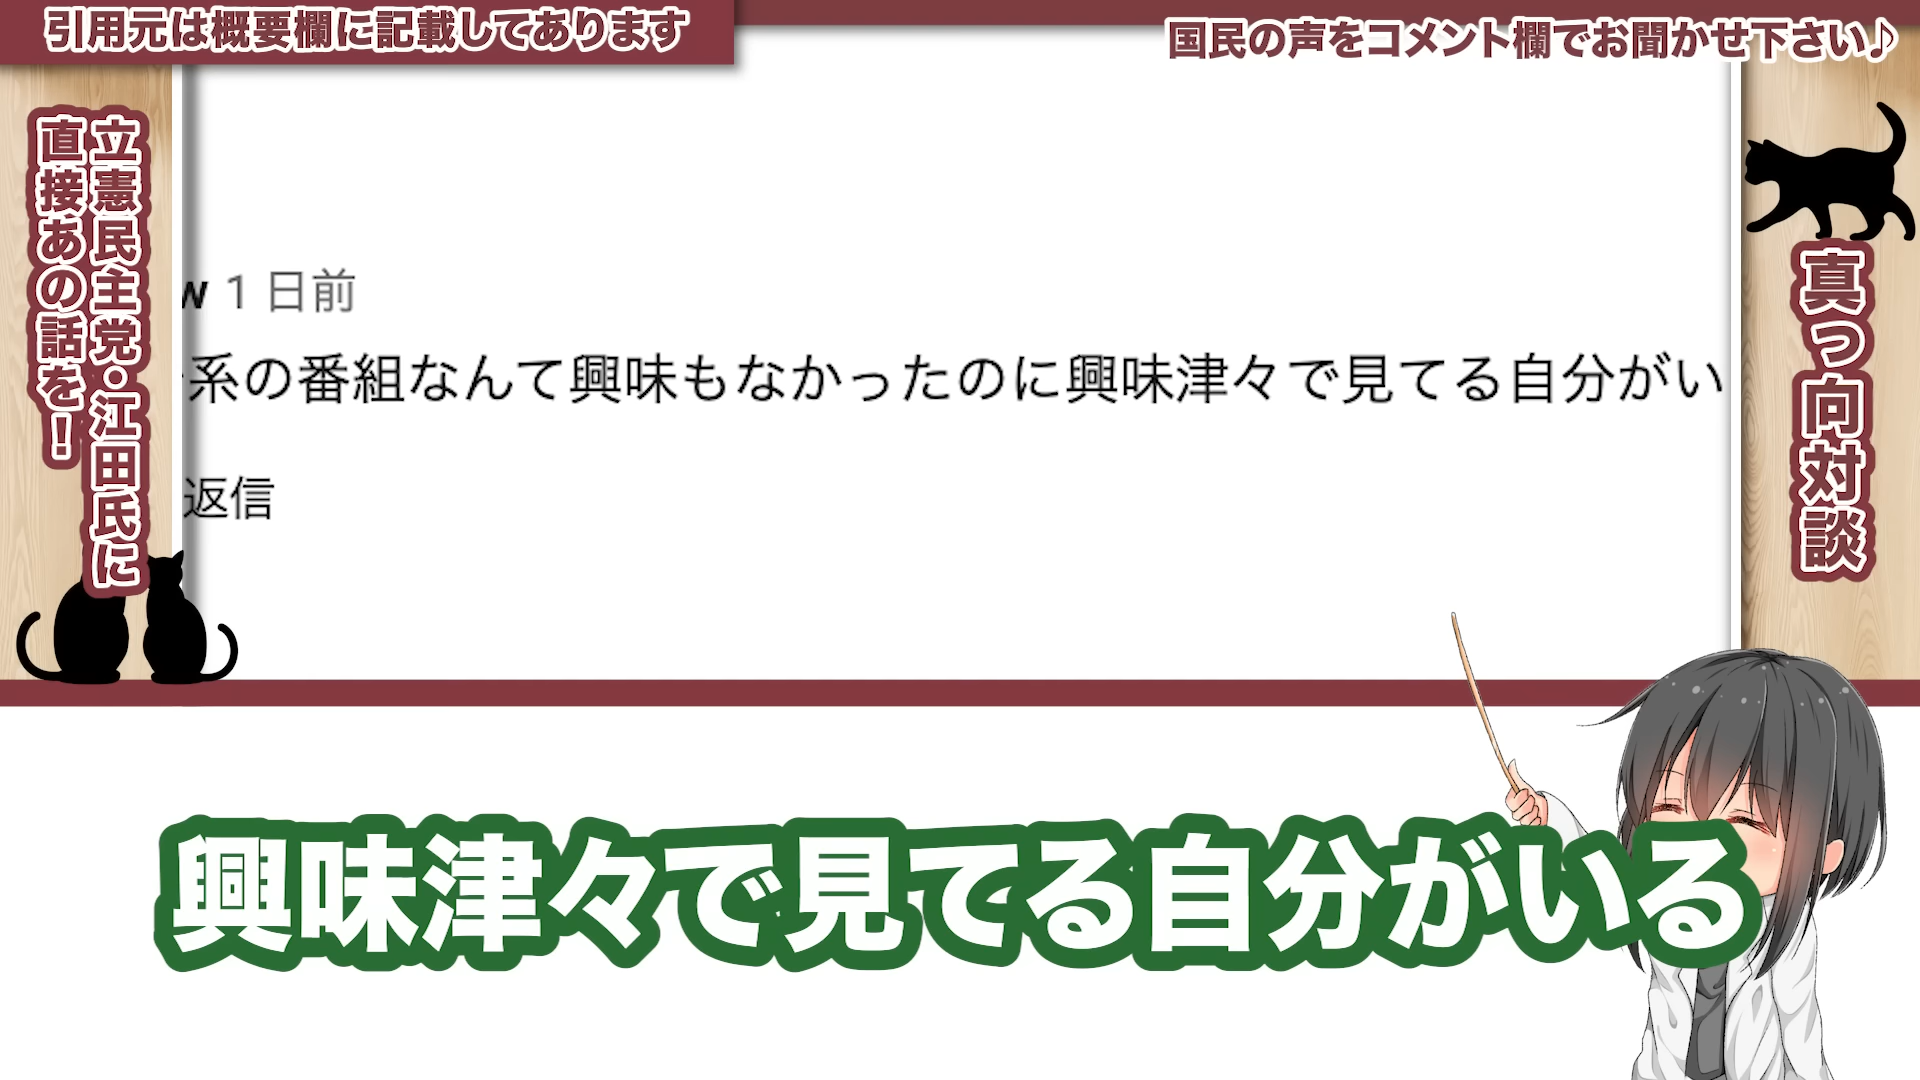 引用元は概要欄に記載してあります
国民の声をコメント欄でお聞かせ下さい♪
立憲民主党・江田氏に
直接あの話を！
真っ向対談
w 1 日前
系の番組なんて興味もなかったのに興味津々で見てる自分がい
返信
興味津々で見てる自分がいる